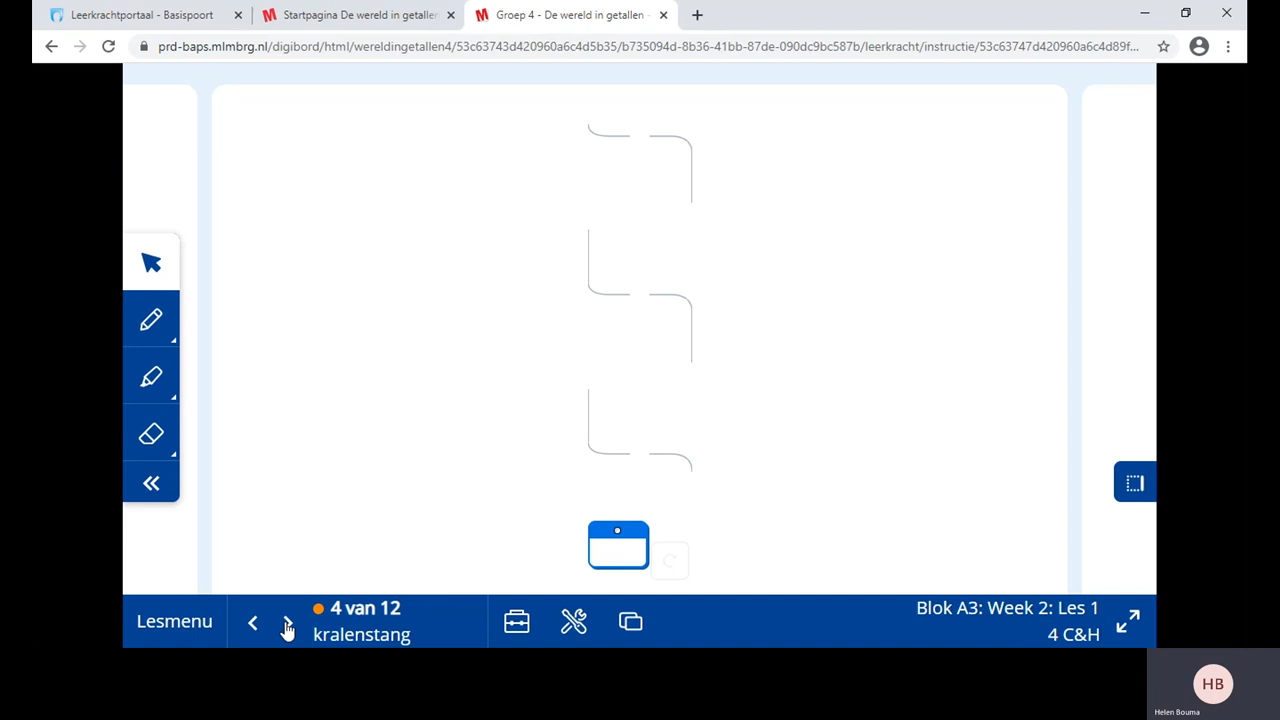 Leerkrachtportaal - Basispoort
Startpagina De wereld in getallen
Groep 4 - De wereld in getallen -
prd-baps.mlmbrg.nl/digibord/html/wereldingetallen4/53c63743d420960a6c4d5b35/b735094d-8b36-41bb-87de-090dc9bc587b/leerkracht/instructie/53c63747d420960a6c4d89f...
Lesmenu
4 van 12
kralenstang
Blok A3: Week 2: Les 1
4 C&H
HB
Helen Bouma